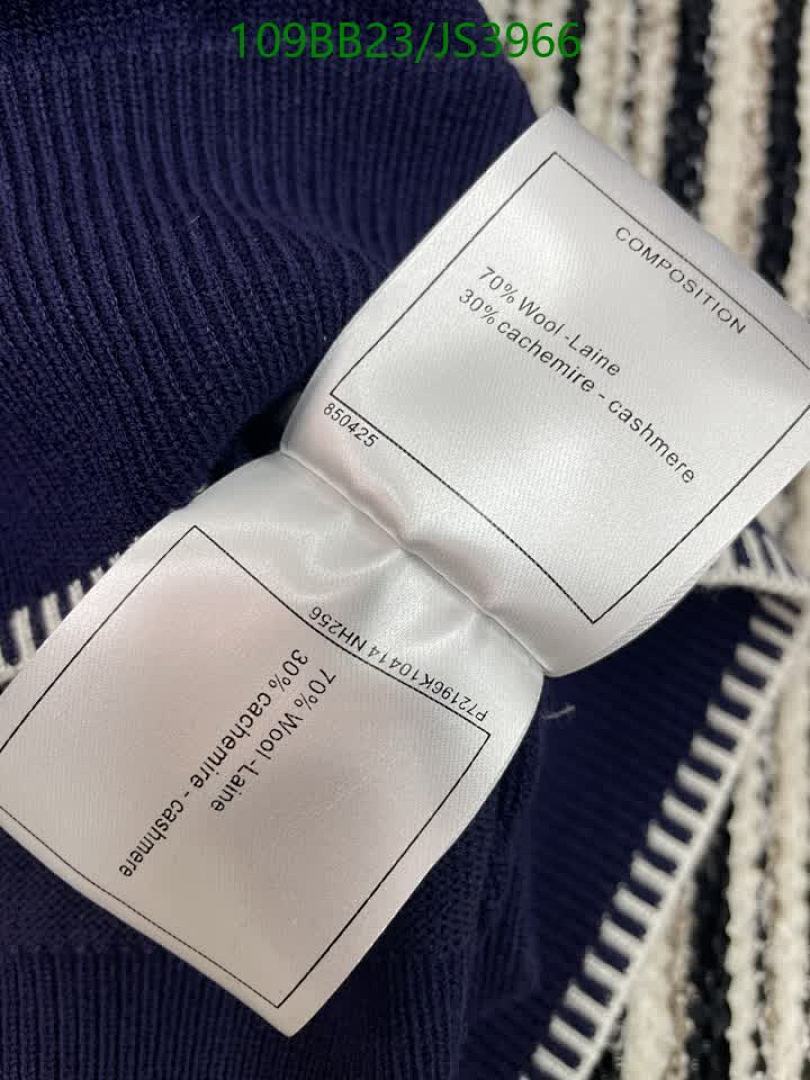 109BB23/JS3966
COMPOSITION
70% Wool -Laine
30% cachemire - cashmere
850425
P72196K10414 NH256
70% Wool -Laine
30% cachemire - cashmere